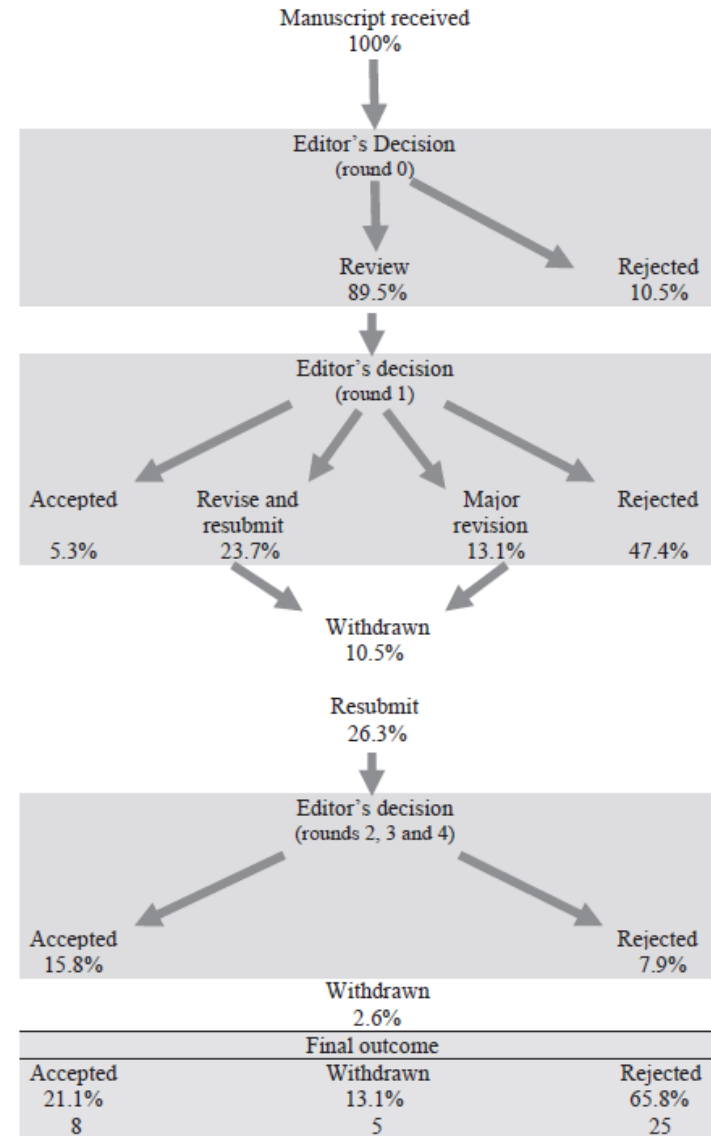 Manuscript received
100%
Editor's Decision
(round 0)
Review Rejected
89.5% 10.5%
Editor's decision
(round 1)
Accepted Revise and Major Rejected
resubmit revision
5.3% 23.7% 13.1% 47.4%
Withdrawn
10.5%
Resubmit
26.3%
Editor's decision
(rounds 2, 3 and 4)
Accepted Rejected
15.8% 7.9%
Withdrawn
2.6%
Final outcome
Accepted Withdrawn Rejected
21.1% 13.1% 65.8%
8 5 25